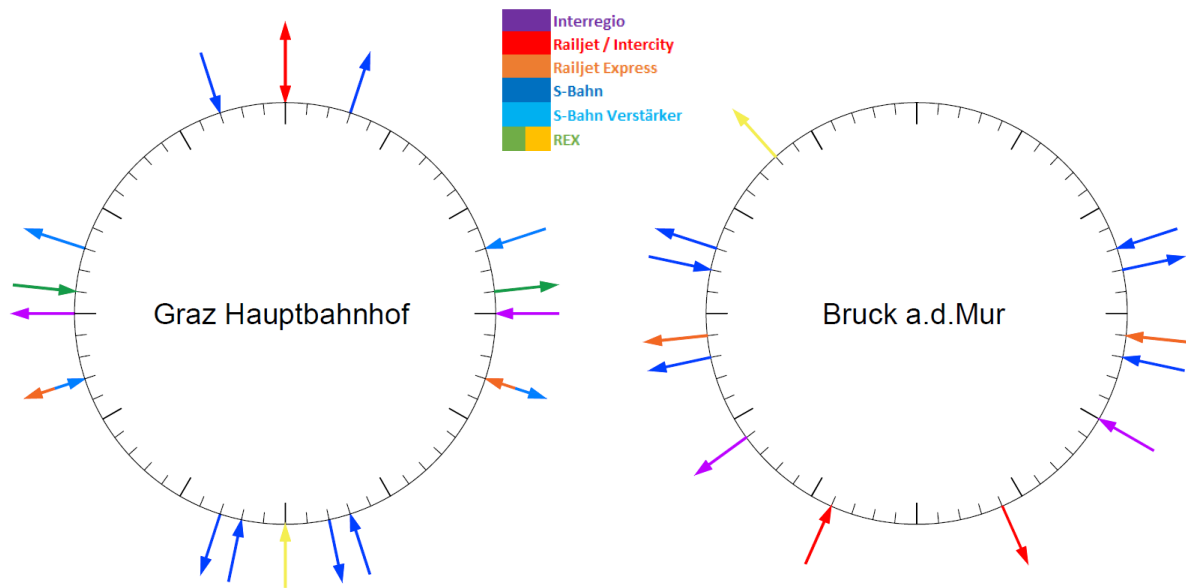 Interregio
Railjet / Intercity
Railjet Express
S-Bahn
S-Bahn Verstärker
REX
Graz Hauptbahnhof
Bruck a.d.Mur